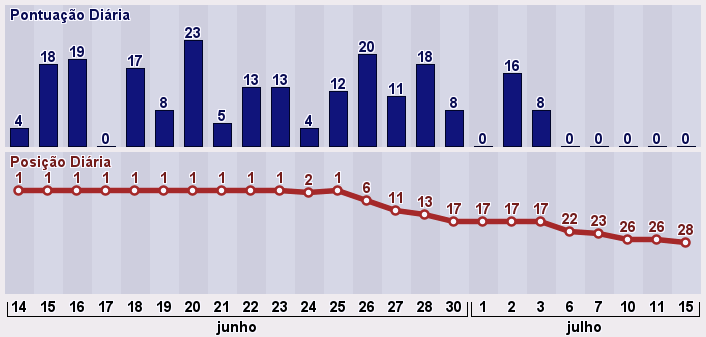 Pontuação Diária
4 18 19 0 17 8 23 5 13 13 4 12 20 11 18 8 0 16 8 0 0 0 0 0
Posição Diária
1 1 1 1 1 1 1 1 1 1 2 1 6 11 13 17 17 17 17 22 23 26 26 28
14 15 16 17 18 19 20 21 22 23 24 25 26 27 28 30 1 2 3 6 7 10 11 15
junho julho